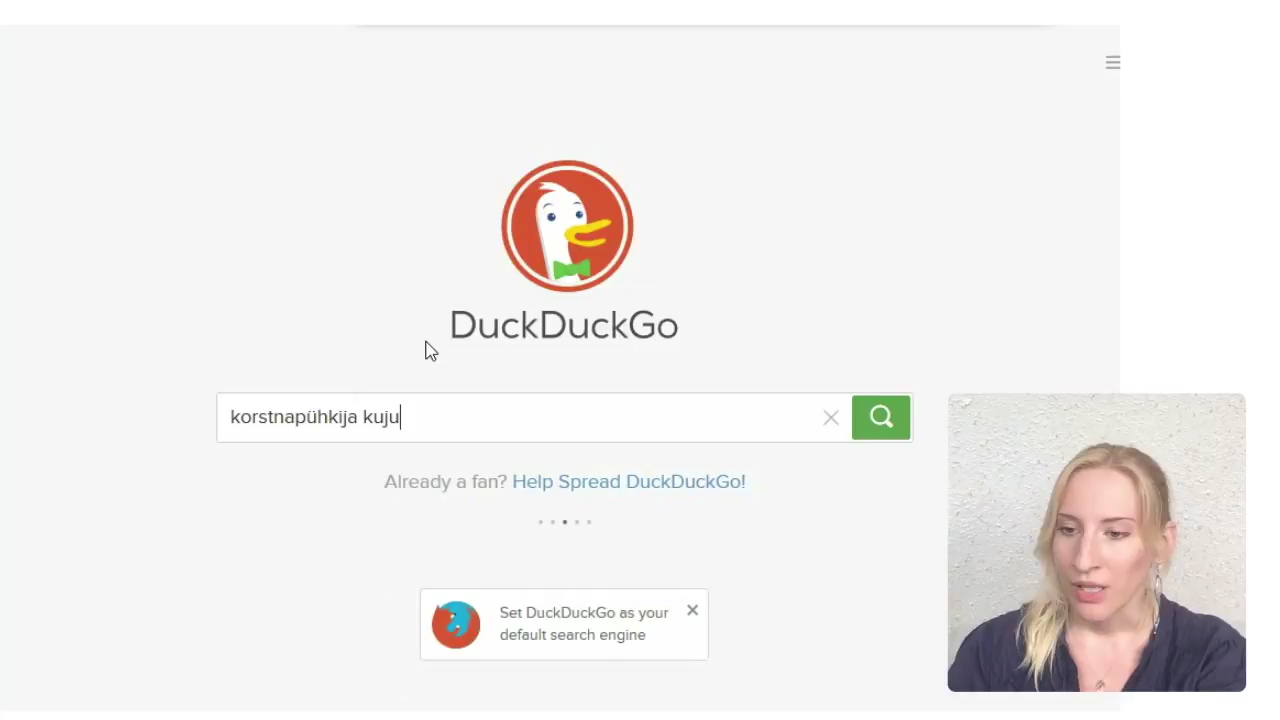 DuckDuckGo
korstnapühkija kuju
Already a fan? Help Spread DuckDuckGo!
Set DuckDuckGo as your
default search engine